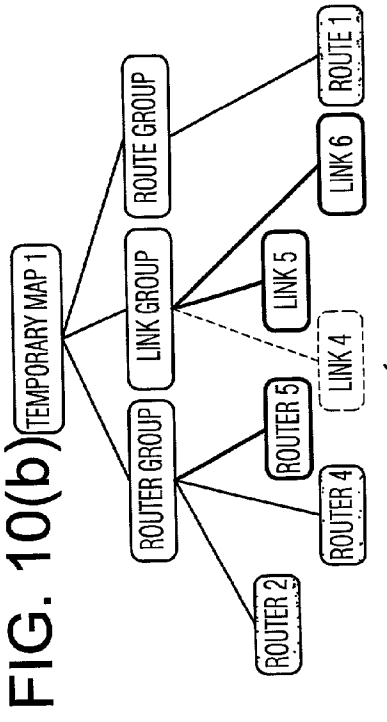 FIG. 10(b)
TEMPORARY MAP 1
ROUTER GROUP
LINK GROUP
ROUTE GROUP
ROUTER 2
ROUTER 4
ROUTER 5
LINK 4
LINK 5
LINK 6
ROUTE 1